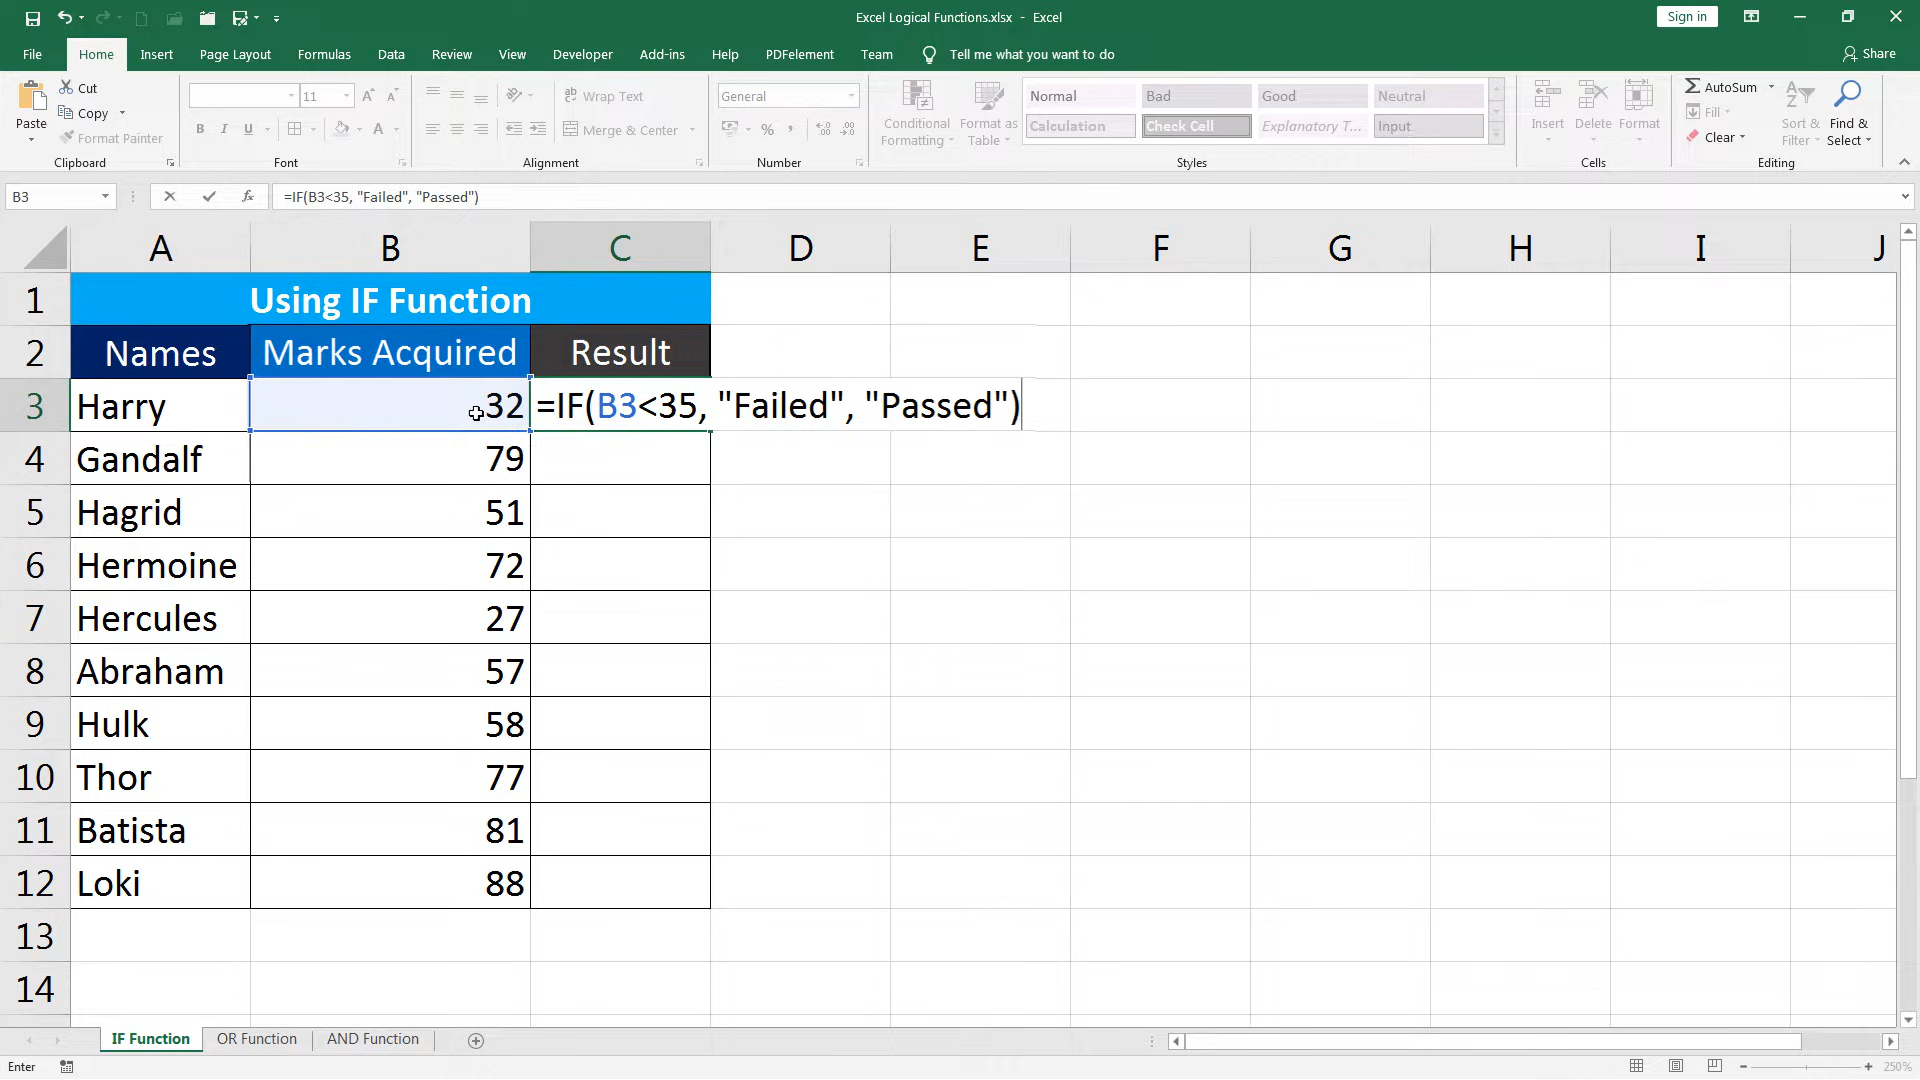 Excel Logical Functions.xlsx - Excel
Sign in
File Home Insert Page Layout Formulas Data Review View Developer Add-ins Help PDFelement Team Tell me what you want to do Share
Paste
Cut
Copy
Format Painter
Clipboard
11
B I U
Font
Wrap Text
Merge & Center
Alignment
General
Number
Conditional Formatting
Format as Table
Normal Bad Good Neutral
Calculation Check Cell Explanatory T... Input
Styles
Insert Delete Format
Cells
AutoSum
Fill
Clear
Sort & Filter
Find & Select
Editing
B3 fx =IF(B3<35, "Failed", "Passed")
A B C D E F G H I J
1 Using IF Function
2 Names Marks Acquired Result
3 Harry 32 =IF(B3<35, "Failed", "Passed")
4 Gandalf 79
5 Hagrid 51
6 Hermoine 72
7 Hercules 27
8 Abraham 57
9 Hulk 58
10 Thor 77
11 Batista 81
12 Loki 88
13
14
IF Function OR Function AND Function
Enter 250%